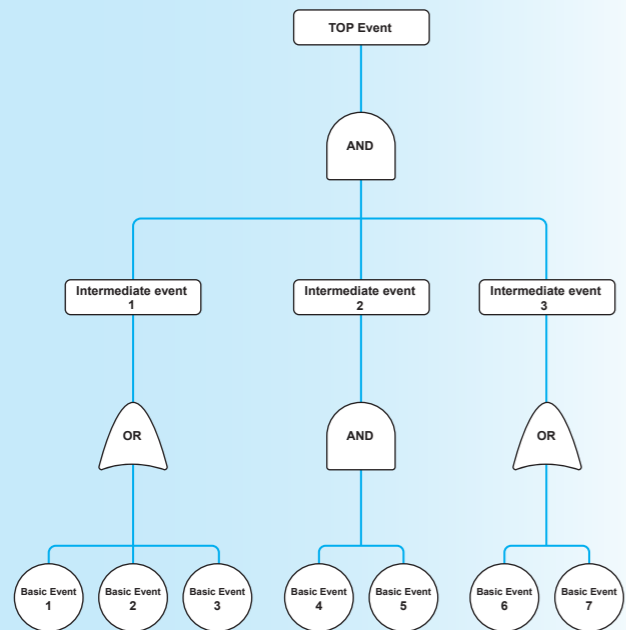 TOP Event
AND
Intermediate event
1
Intermediate event
2
Intermediate event
3
OR
AND
OR
Basic Event
1
Basic Event
2
Basic Event
3
Basic Event
4
Basic Event
5
Basic Event
6
Basic Event
7